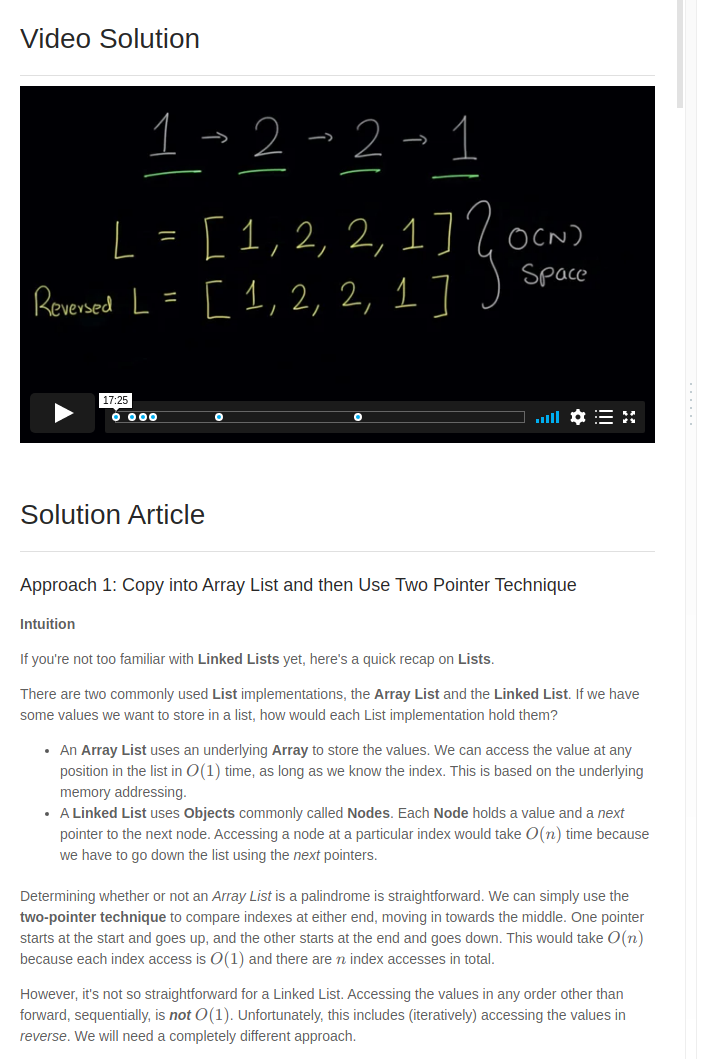 Video Solution
1 → 2 → 2 → 1
L = [ 1, 2, 2, 1 ] } O(N)
Space
Reversed L = [ 1, 2, 2, 1 ]
17:25
Solution Article
Approach 1: Copy into Array List and then Use Two Pointer Technique
Intuition
If you're not too familiar with Linked Lists yet, here's a quick recap on Lists.
There are two commonly used List implementations, the Array List and the Linked List. If we have
some values we want to store in a list, how would each List implementation hold them?
• An Array List uses an underlying Array to store the values. We can access the value at any
position in the list in O(1) time, as long as we know the index. This is based on the underlying
memory addressing.
• A Linked List uses Objects commonly called Nodes. Each Node holds a value and a next
pointer to the next node. Accessing a node at a particular index would take O(n) time because
we have to go down the list using the next pointers.
Determining whether or not an Array List is a palindrome is straightforward. We can simply use the
two-pointer technique to compare indexes at either end, moving in towards the middle. One pointer
starts at the start and goes up, and the other starts at the end and goes down. This would take O(n)
because each index access is O(1) and there are n index accesses in total.
However, it's not so straightforward for a Linked List. Accessing the values in any order other than
forward, sequentially, is not O(1). Unfortunately, this includes (iteratively) accessing the values in
reverse. We will need a completely different approach.